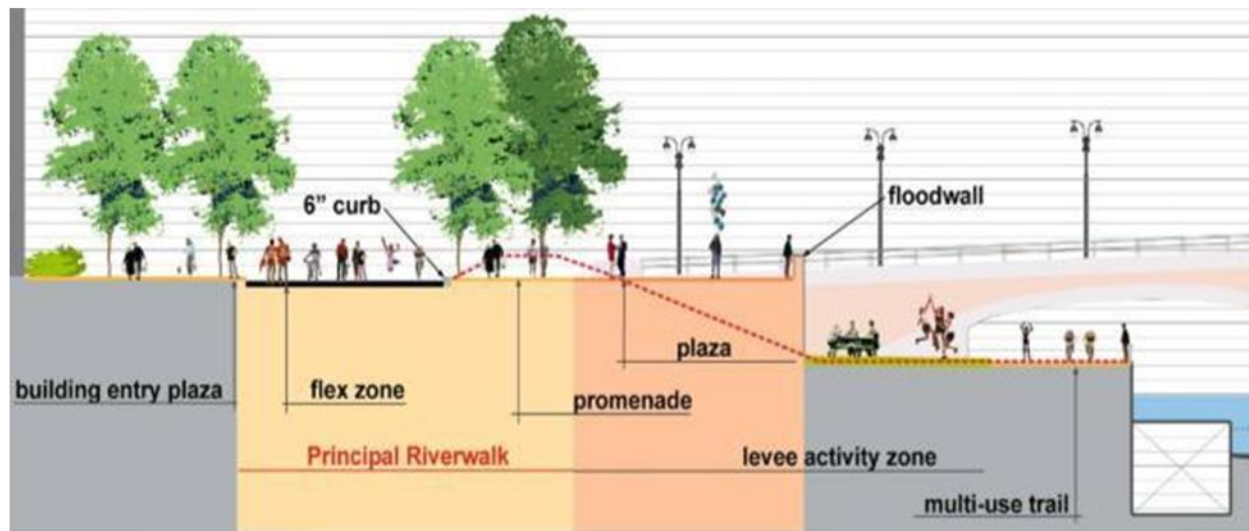 6” curb
floodwall
plaza
building entry plaza
flex zone
promenade
Principal Riverwalk
levee activity zone
multi-use trail